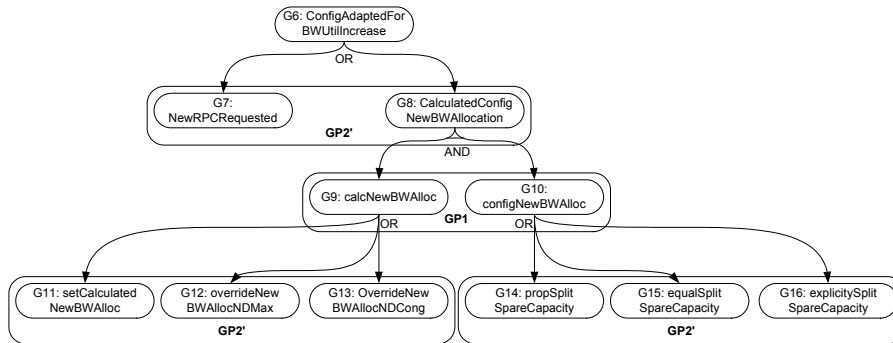 G6: ConfigAdaptedFor
BWUtilIncrease
OR
G7:
NewRPCRequested
G8: CalculatedConfig
NewBWAllocation
GP2'
AND
G9: calcNewBWAlloc
G10:
configNewBWAlloc
GP1
OR
OR
G11: setCalculated
NewBWAlloc
G12: overrideNew
BWAllocNDMax
G13: OverrideNew
BWAllocNDCong
GP2'
G14: propSplit
SpareCapacity
G15: equalSplit
SpareCapacity
G16: explicitySplit
SpareCapacity
GP2'